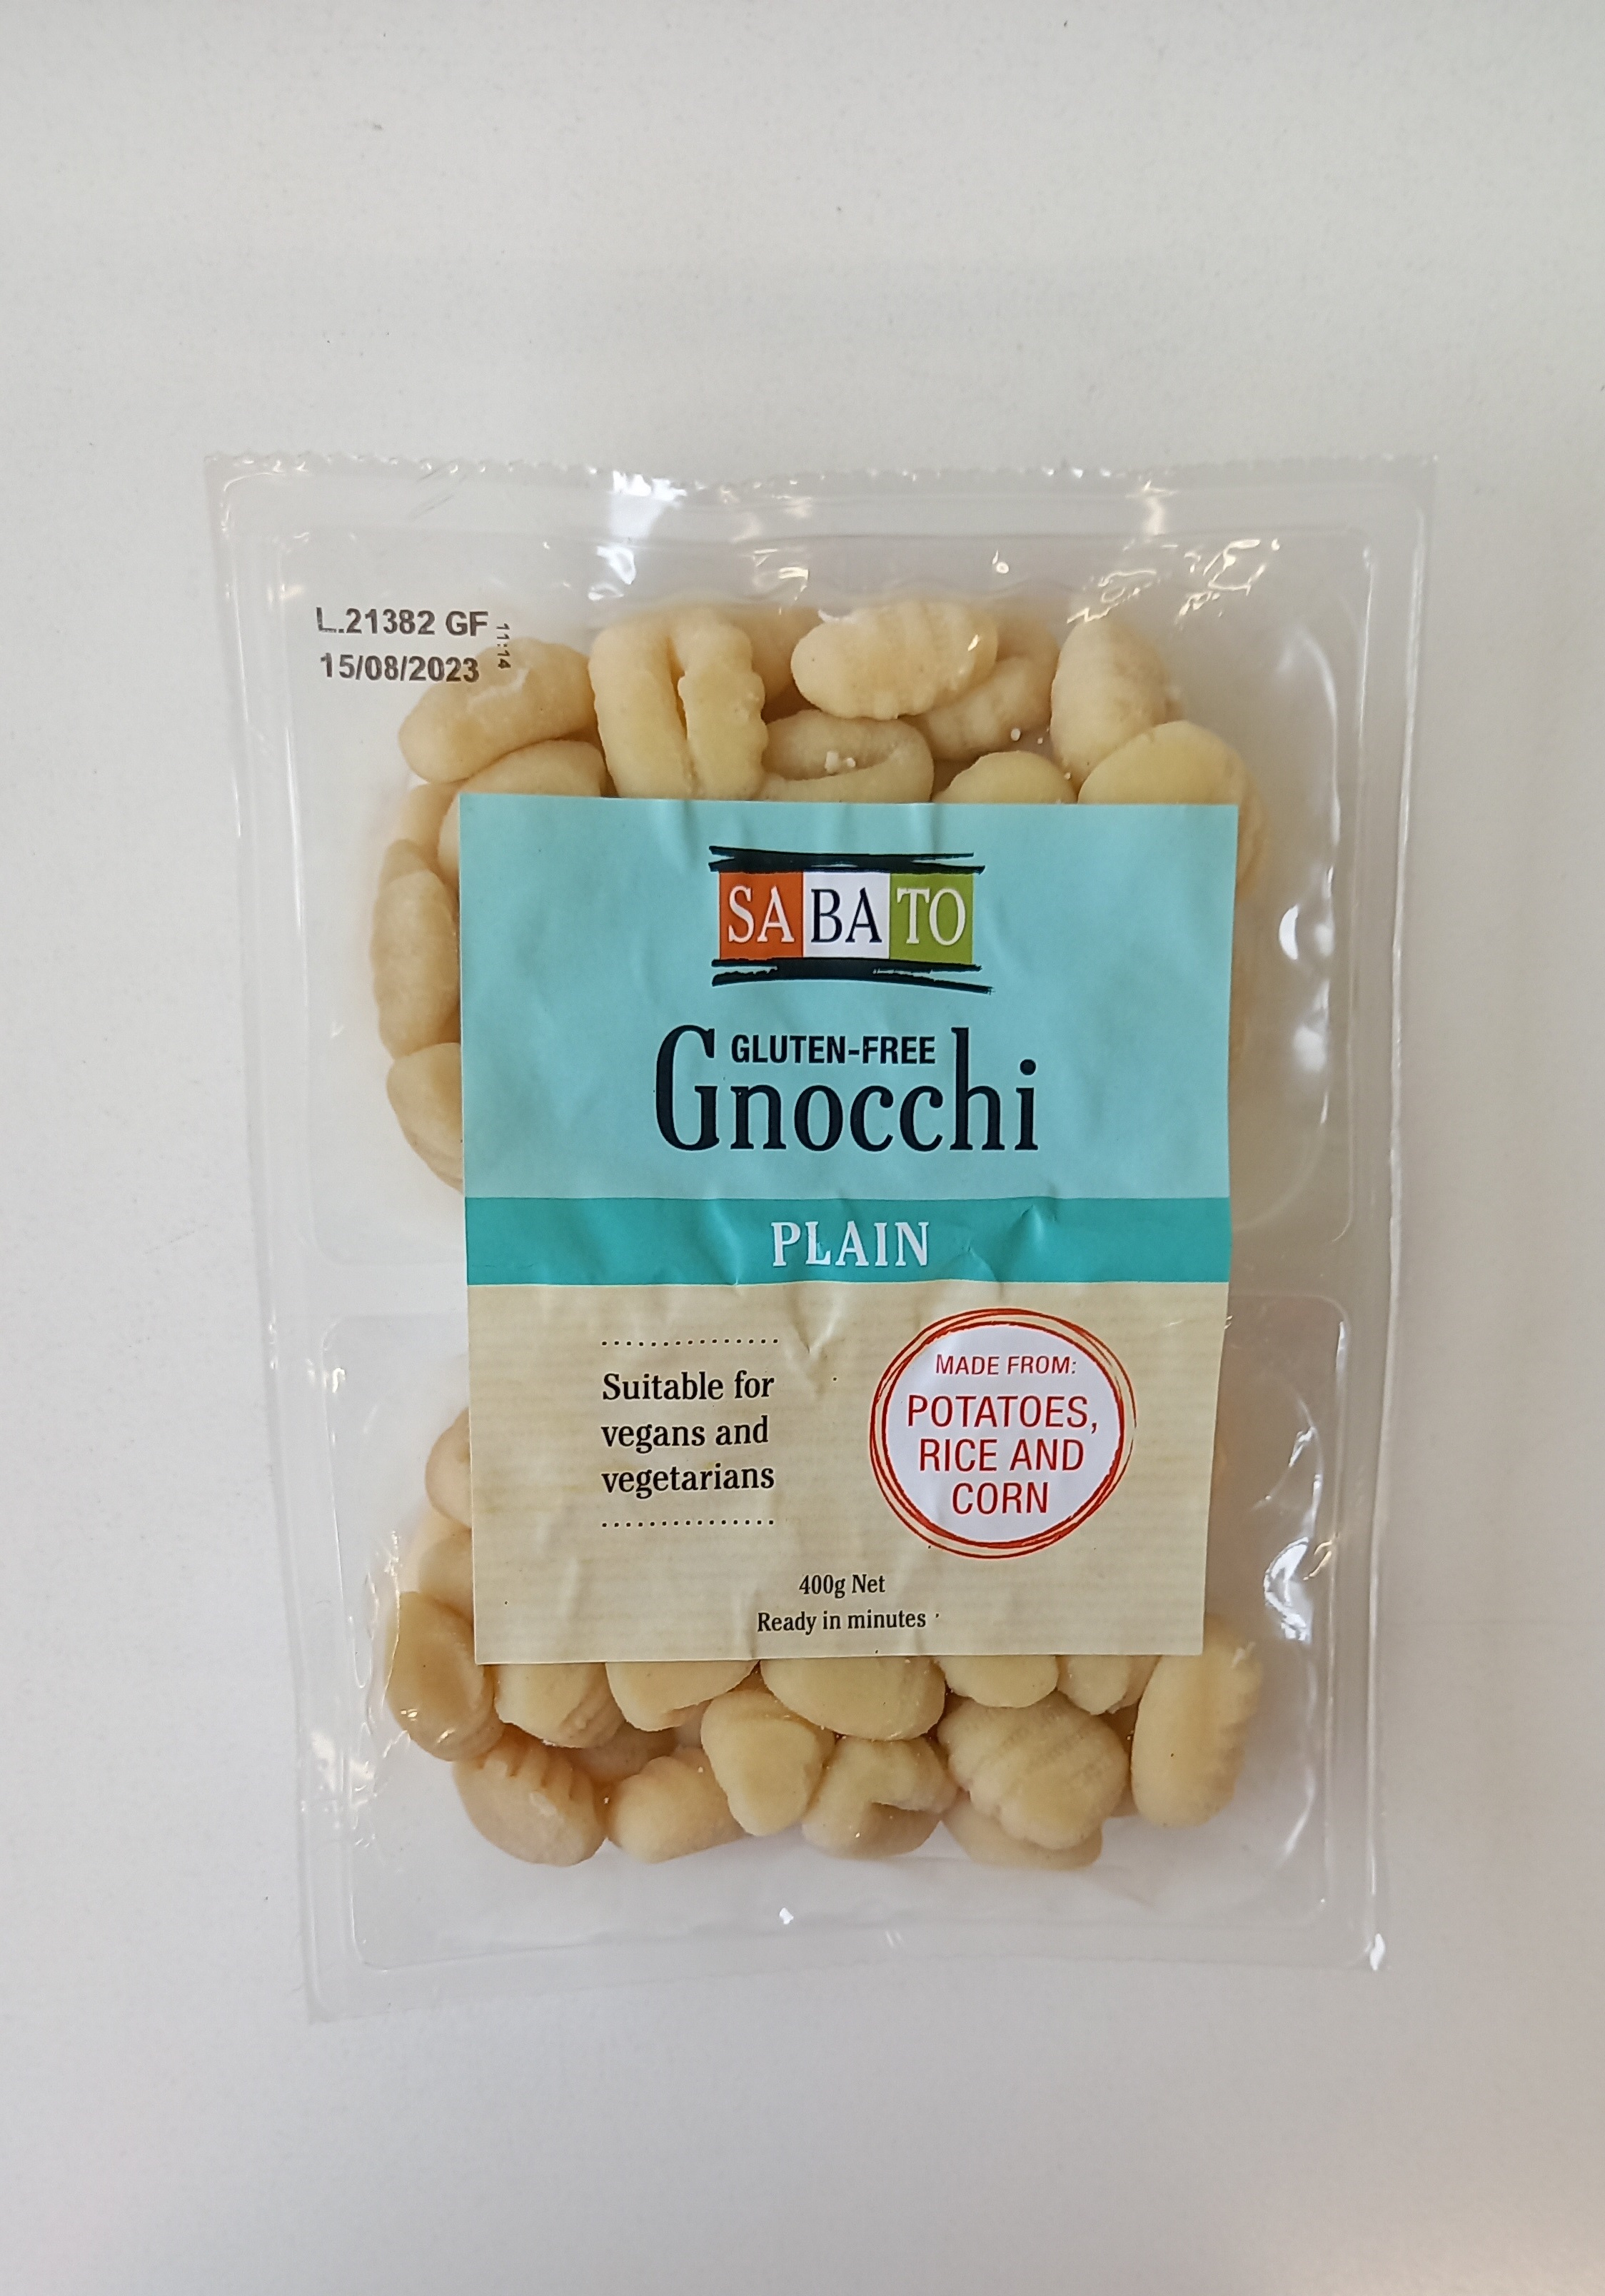 L.21382 GF 11:14
15/08/2023
SABATO
GLUTEN-FREE
Gnocchi
PLAIN
Suitable for
vegans and
vegetarians
MADE FROM:
POTATOES,
RICE AND
CORN
400g Net
Ready in minutes